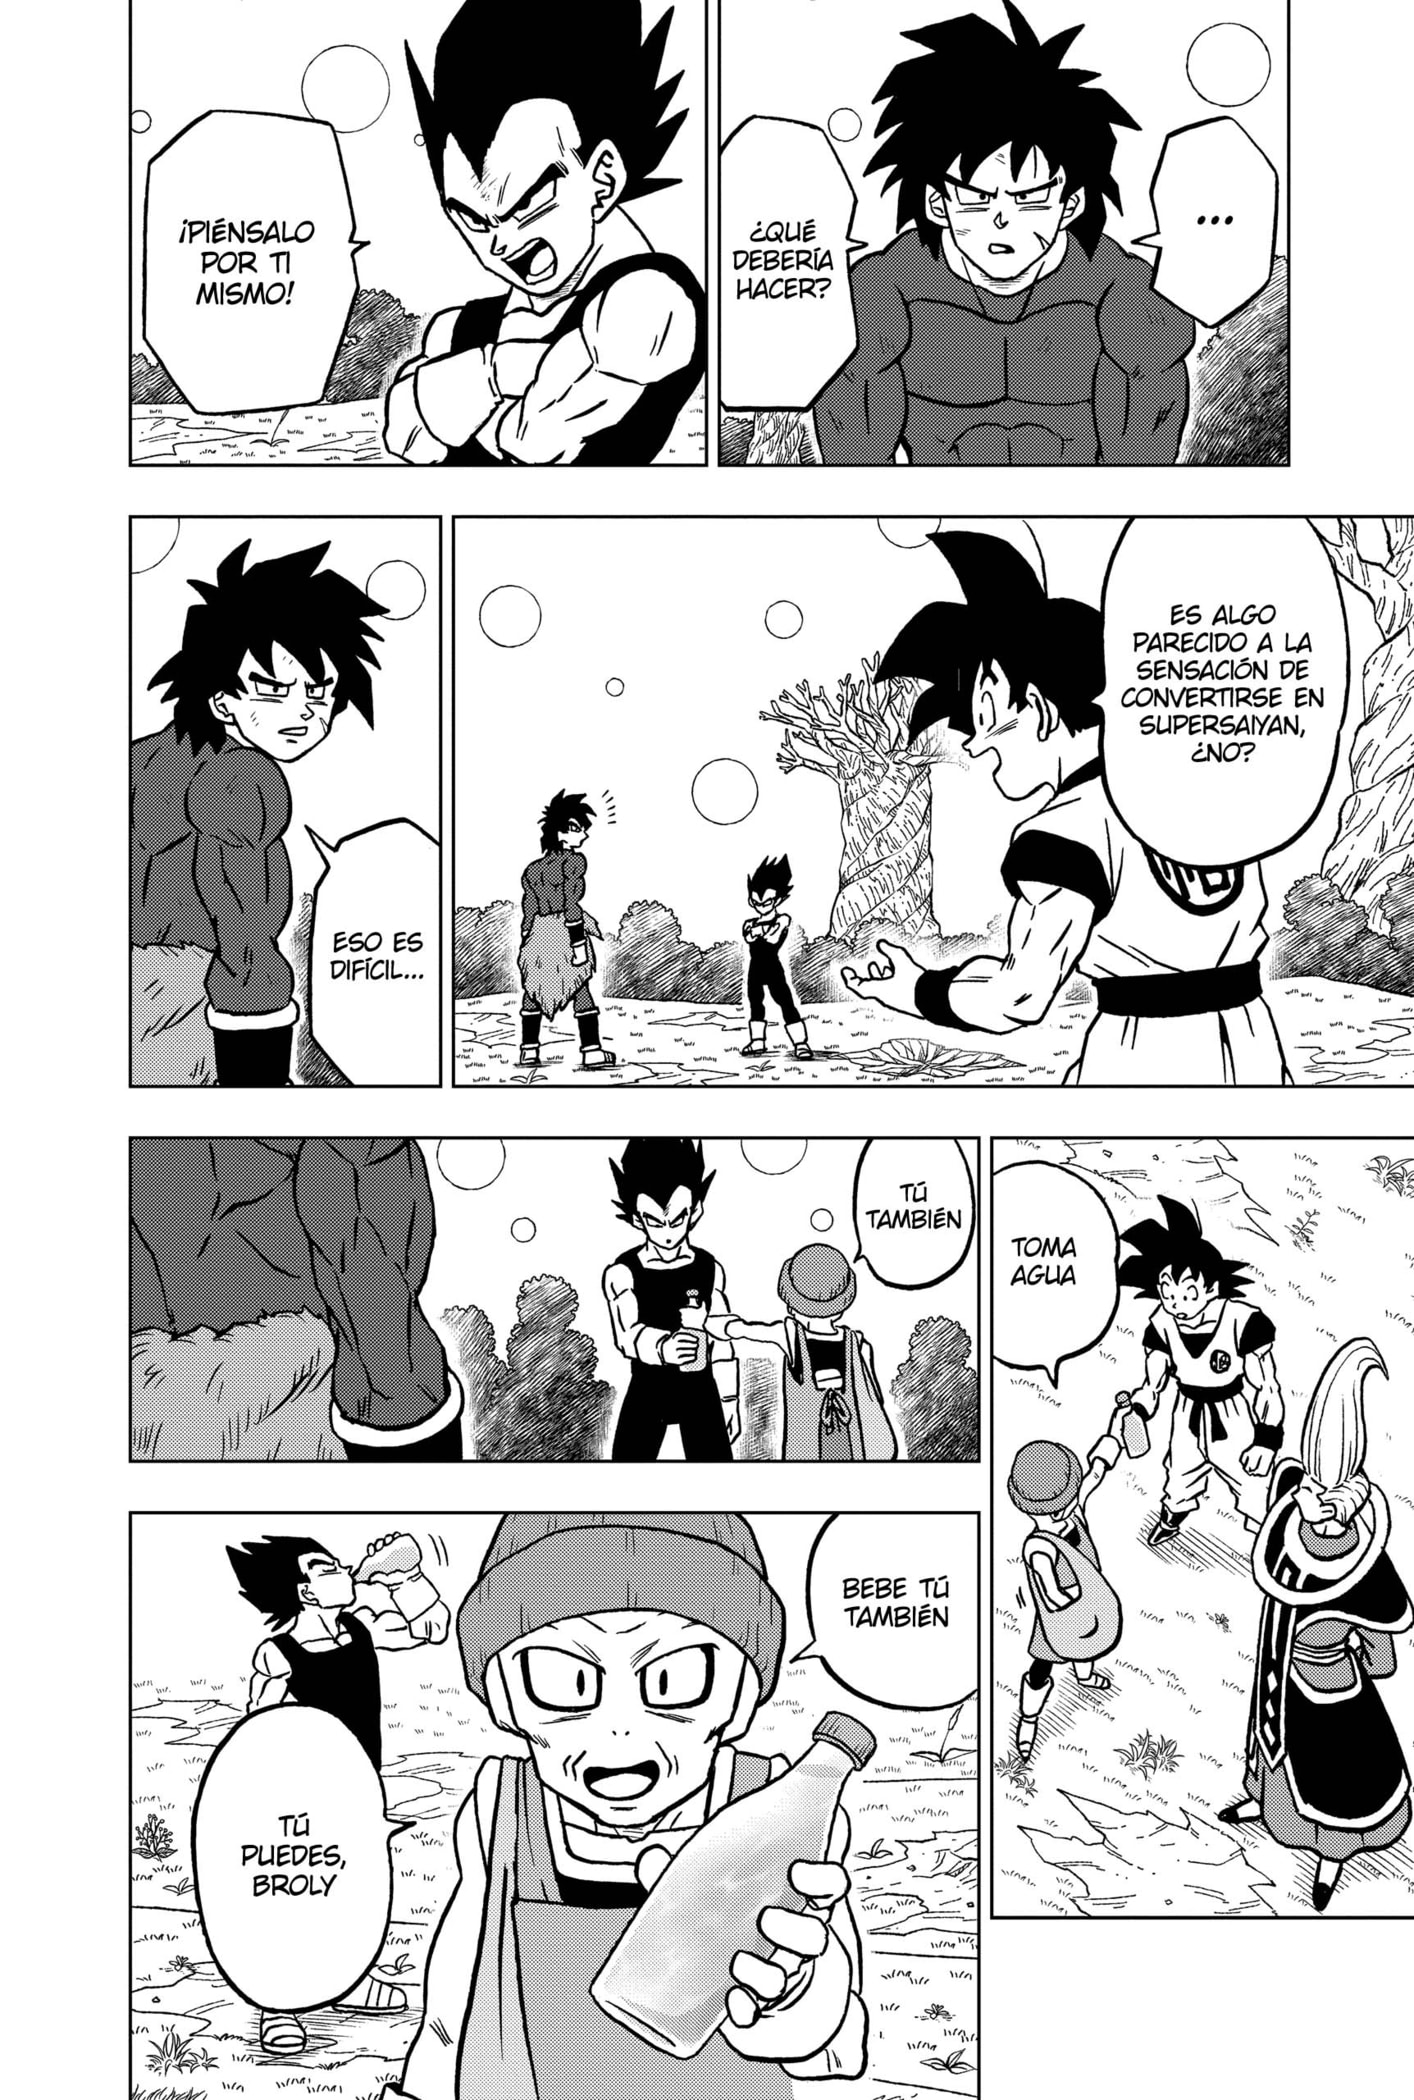 ...
¿QUÉ
DEBERÍA
HACER?
¡PIÉNSALO
POR TI
MISMO!
ES ALGO
PARECIDO A LA
SENSACIÓN DE
CONVERTIRSE EN
SUPERSAIYAN,
¿NO?
ESO ES
DIFÍCIL...
TOMA
AGUA
TÚ
TAMBIÉN
BEBE TÚ
TAMBIÉN
TÚ
PUEDES,
BROLY